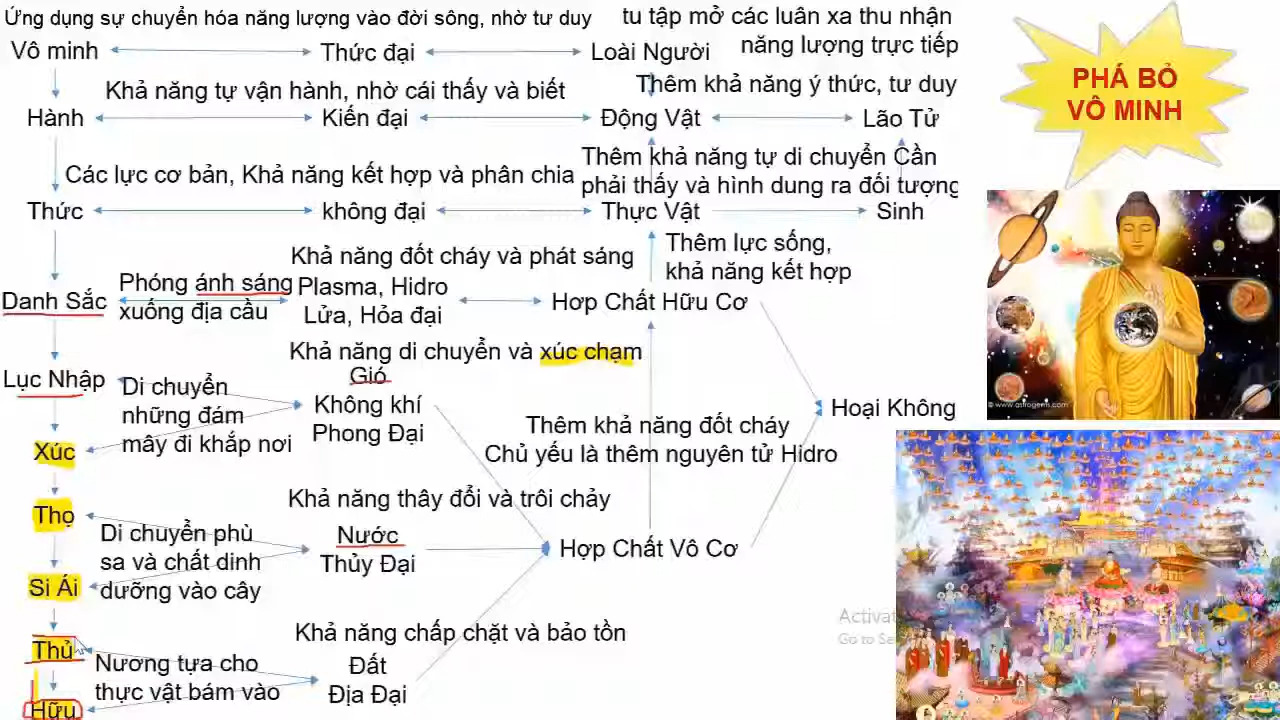 Ứng dụng sự chuyển hóa năng lượng vào đời sông, nhờ tư duy
tu tập mở các luân xa thu nhận
năng lượng trực tiếp
Vô minh
Thức đại
Loài Người
Thêm khả năng ý thức, tư duy
Khả năng tự vận hành, nhờ cái thấy và biết
Hành
Kiến đại
Động Vật
Lão Tử
Thêm khả năng tự di chuyển Cần
phải thấy và hình dung ra đối tượng
Các lực cơ bản, Khả năng kết hợp và phân chia
Thức
không đại
Thực Vật
Sinh
Thêm lực sống,
khả năng kết hợp
Khả năng đốt cháy và phát sáng
Danh Sắc
Phóng ánh sáng
xuống địa cầu
Plasma, Hidro
Lửa, Hỏa đại
Hơp Chất Hữu Cơ
Khả năng di chuyển và xúc chạm
Lục Nhập
Di chuyển
những đám
mây đi khắp nơi
Gió
Không khí
Phong Đại
Hoại Không
Xúc
Thêm khả năng đốt cháy
Chủ yếu là thêm nguyên tử Hidro
Khả năng thây đổi và trôi chảy
Thọ
Di chuyển phù
sa và chất dinh
dưỡng vào cây
Nước
Thủy Đại
Hợp Chất Vô Cơ
Si Ái
Khả năng chấp chặt và bảo tồn
Thủ
Nương tựa cho
thực vật bám vào
Đất
Địa Đại
Hữu
PHÁ BỎ
VÔ MINH
© www.astrogems.com
Activat
Go to Se